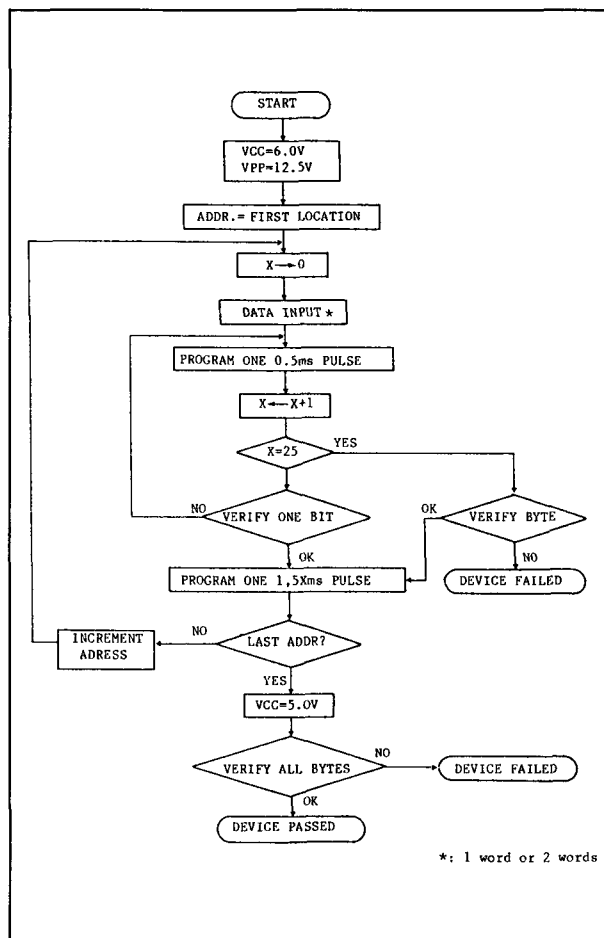 START
VCC=6.0V
VPP=12.5V
ADDR.= FIRST LOCATION
X→0
DATA INPUT *
PROGRAM ONE 0.5ms PULSE
X←X+1
X=25
YES
NO
VERIFY ONE BIT
OK
VERIFY BYTE
OK
NO
PROGRAM ONE 1,5Xms PULSE
DEVICE FAILED
INCREMENT
ADRESS
NO
LAST ADDR?
YES
VCC=5.0V
VERIFY ALL BYTES
NO
DEVICE FAILED
OK
DEVICE PASSED
*: 1 word or 2 words